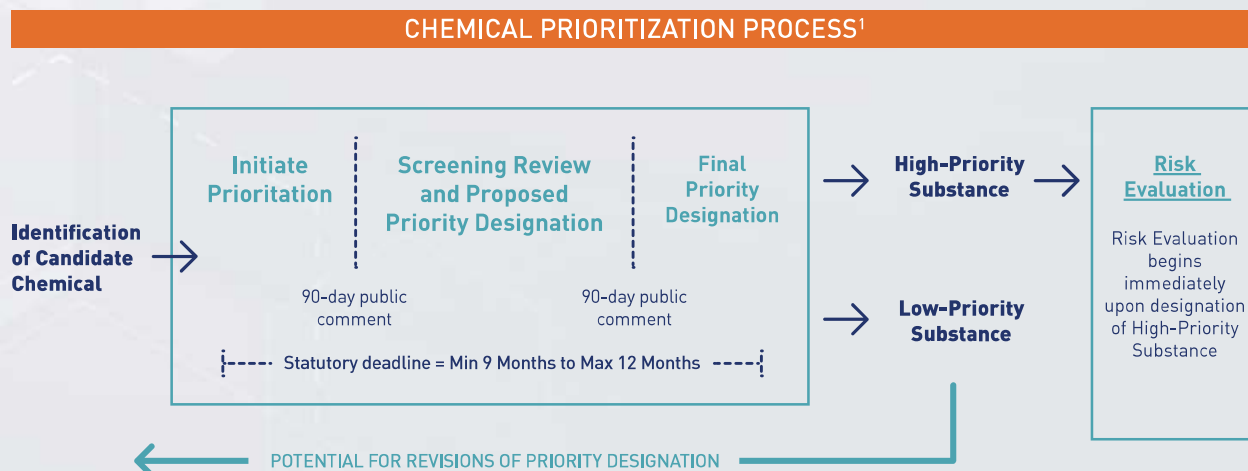 CHEMICAL PRIORITIZATION PROCESS¹
Identification
of Candidate
Chemical
Initiate
Prioritation
Screening Review
and Proposed
Priority Designation
Final
Priority
Designation
90-day public
comment
90-day public
comment
Statutory deadline = Min 9 Months to Max 12 Months
High-Priority
Substance
Low-Priority
Substance
Risk
Evaluation
Risk Evaluation
begins
immediately
upon designation
of High-Priority
Substance
POTENTIAL FOR REVISIONS OF PRIORITY DESIGNATION